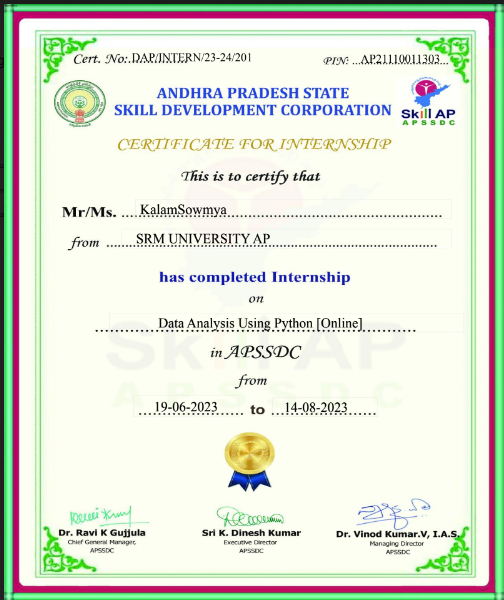 Cert. No:.DAP/INTERN/23-24/201
PIN: AP21110011303
ANDHRA PRADESH STATE
SKILL DEVELOPMENT CORPORATION
Skill AP
APSSDC
CERTIFICATE FOR INTERNSHIP
This is to certify that
Mr/Ms. KalamSowmya
from SRM UNIVERSITY AP
has completed Internship
on
Data Analysis Using Python [Online]
in APSSDC
from
19-06-2023 to 14-08-2023
Skill AP
APSSDC
Dr. Ravi K Gujjula
Chief General Manager,
APSSDC
Sri K. Dinesh Kumar
Executive Director
APSSDC
Dr. Vinod Kumar.V, I.A.S.
Managing Director
APSSDC